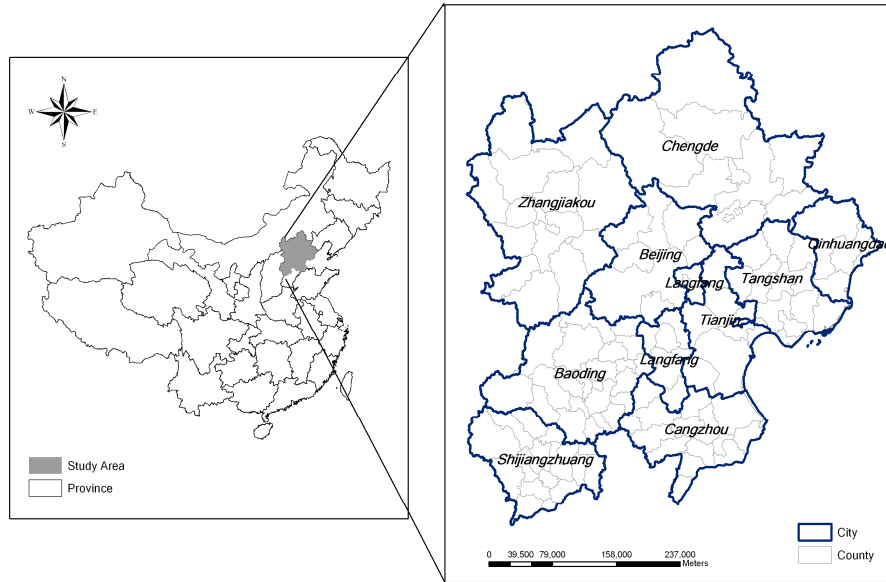 N
W E
S
Study Area
Province
Chengde
Zhangjiakou
Qinhuangdao
Beijing
Langfang
Tangshan
Tianjin
Langfang
Baoding
Cangzhou
Shijiangzhuang
City
County
0 39,500 79,000 158,000 237,000
Meters